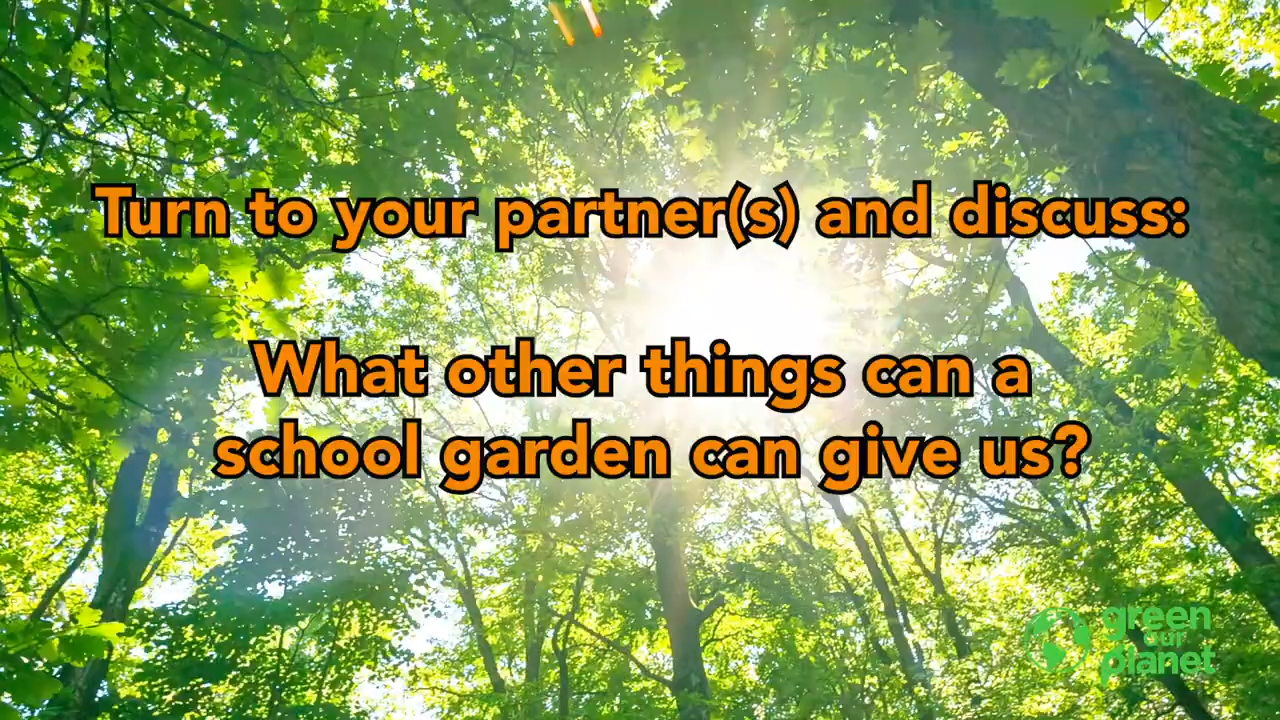 Turn to your partner(s) and discuss:
What other things can a
school garden can give us?
green
our
planet